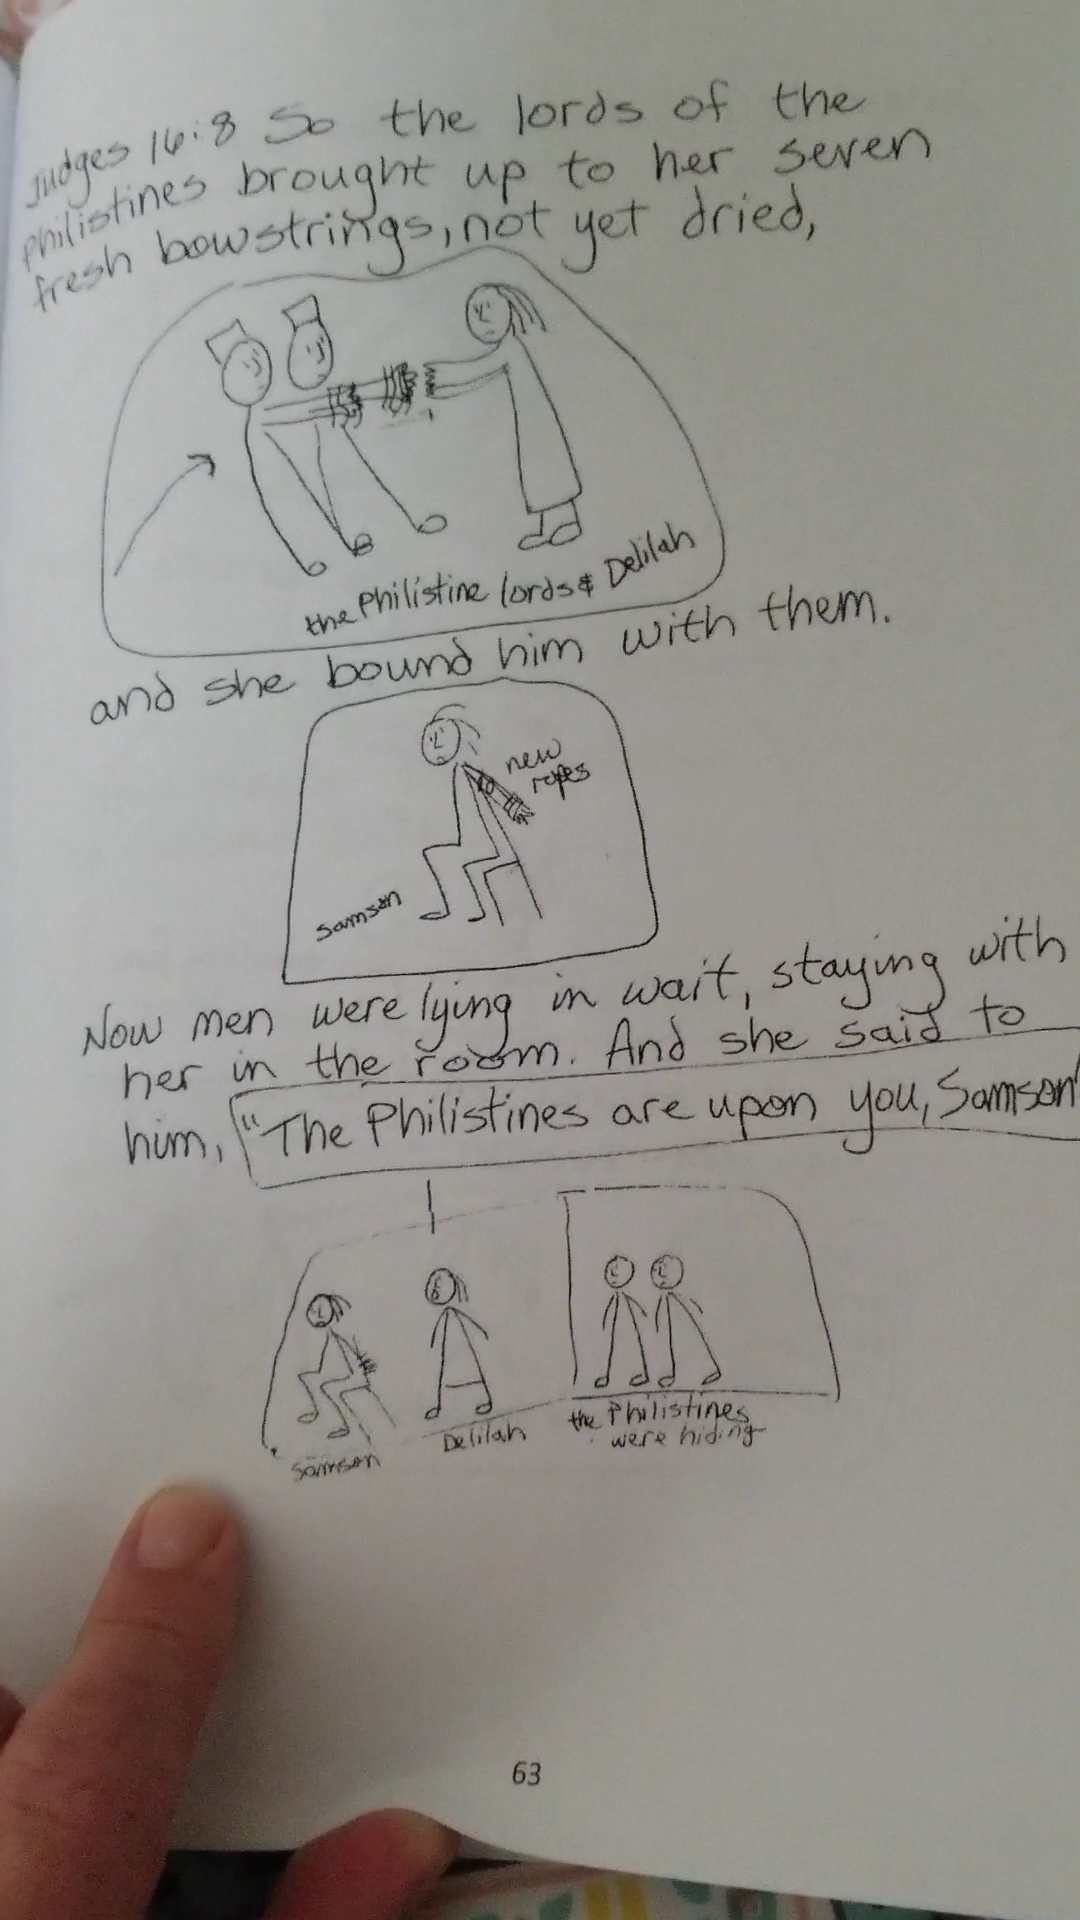 Judges 16:8 So the lords of the
Philistines brought up to her seven
fresh bowstrings, not yet dried,
the Philistine lords & Delilah
and she bound him with them.
new
ropes
Samson
Now men were lying in wait, staying with
her in the room. And she said to
him, "The Philistines are upon you, Samson
Samson
Delilah
the Philistines
were hiding
63